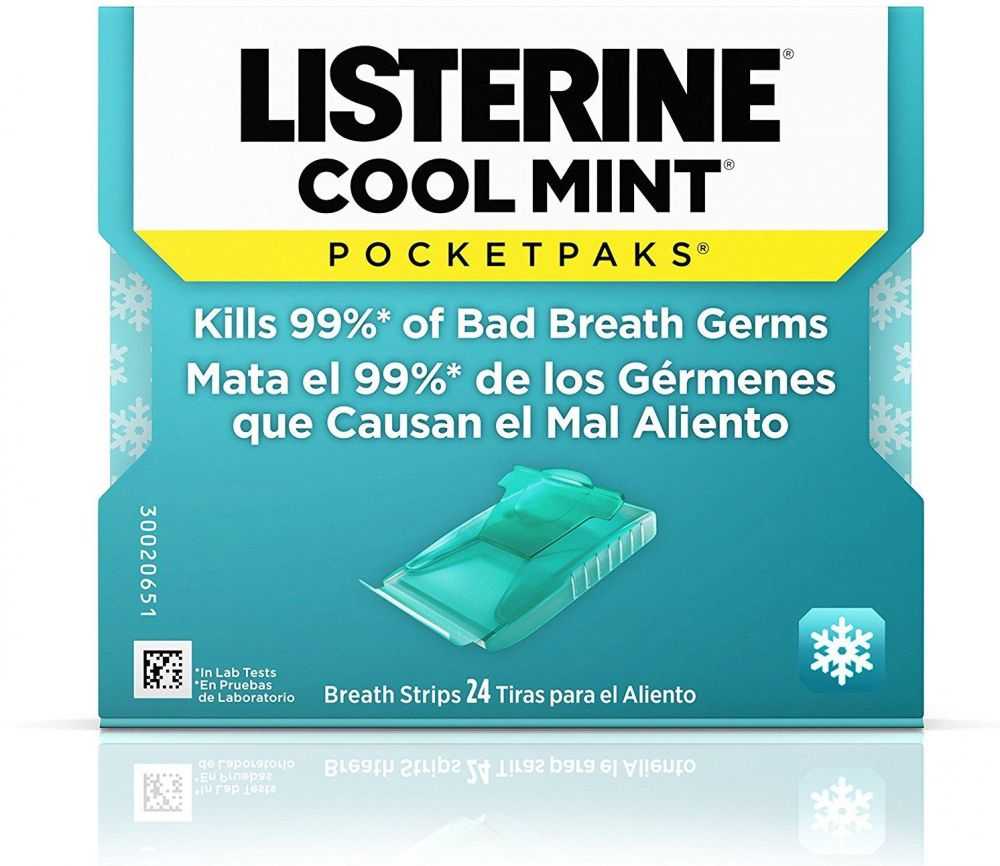 LISTERINE®
COOL MINT®
POCKETPAKS®
Kills 99%* of Bad Breath Germs
Mata el 99%* de los Gérmenes
que Causan el Mal Aliento
30020651
*In Lab Tests
*En Pruebas
de Laboratorio
Breath Strips 24 Tiras para el Aliento